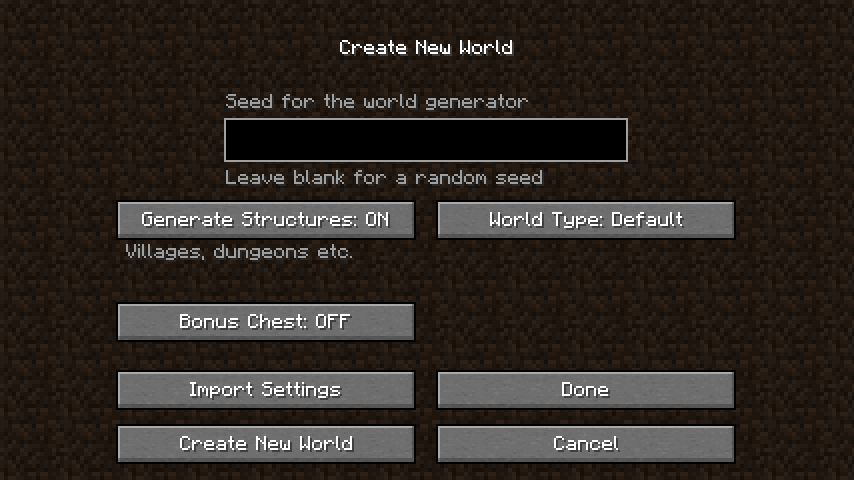 Create New World
Seed for the world generator
Leave blank for a random seed
Generate Structures: ON
World Type: Default
Villages, dungeons etc.
Bonus Chest: OFF
Import Settings
Done
Create New World
Cancel